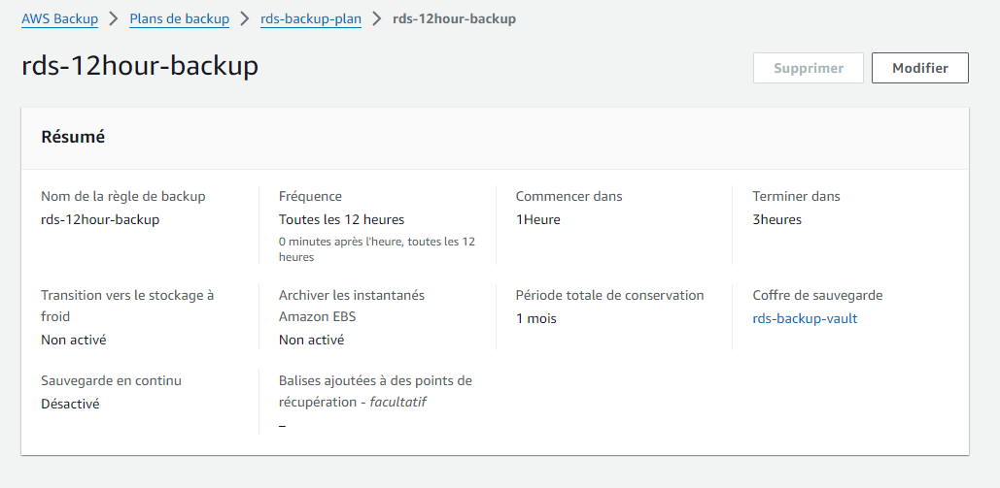 AWS Backup > Plans de backup > rds-backup-plan > rds-12hour-backup
rds-12hour-backup
Supprimer
Modifier
Résumé
Nom de la règle de backup
rds-12hour-backup
Fréquence
Toutes les 12 heures
0 minutes après l'heure, toutes les 12
heures
Commencer dans
1Heure
Terminer dans
3heures
Transition vers le stockage à
froid
Non activé
Archiver les instantanés
Amazon EBS
Non activé
Période totale de conservation
1 mois
Coffre de sauvegarde
rds-backup-vault
Sauvegarde en continu
Désactivé
Balises ajoutées à des points de
récupération - facultatif
–